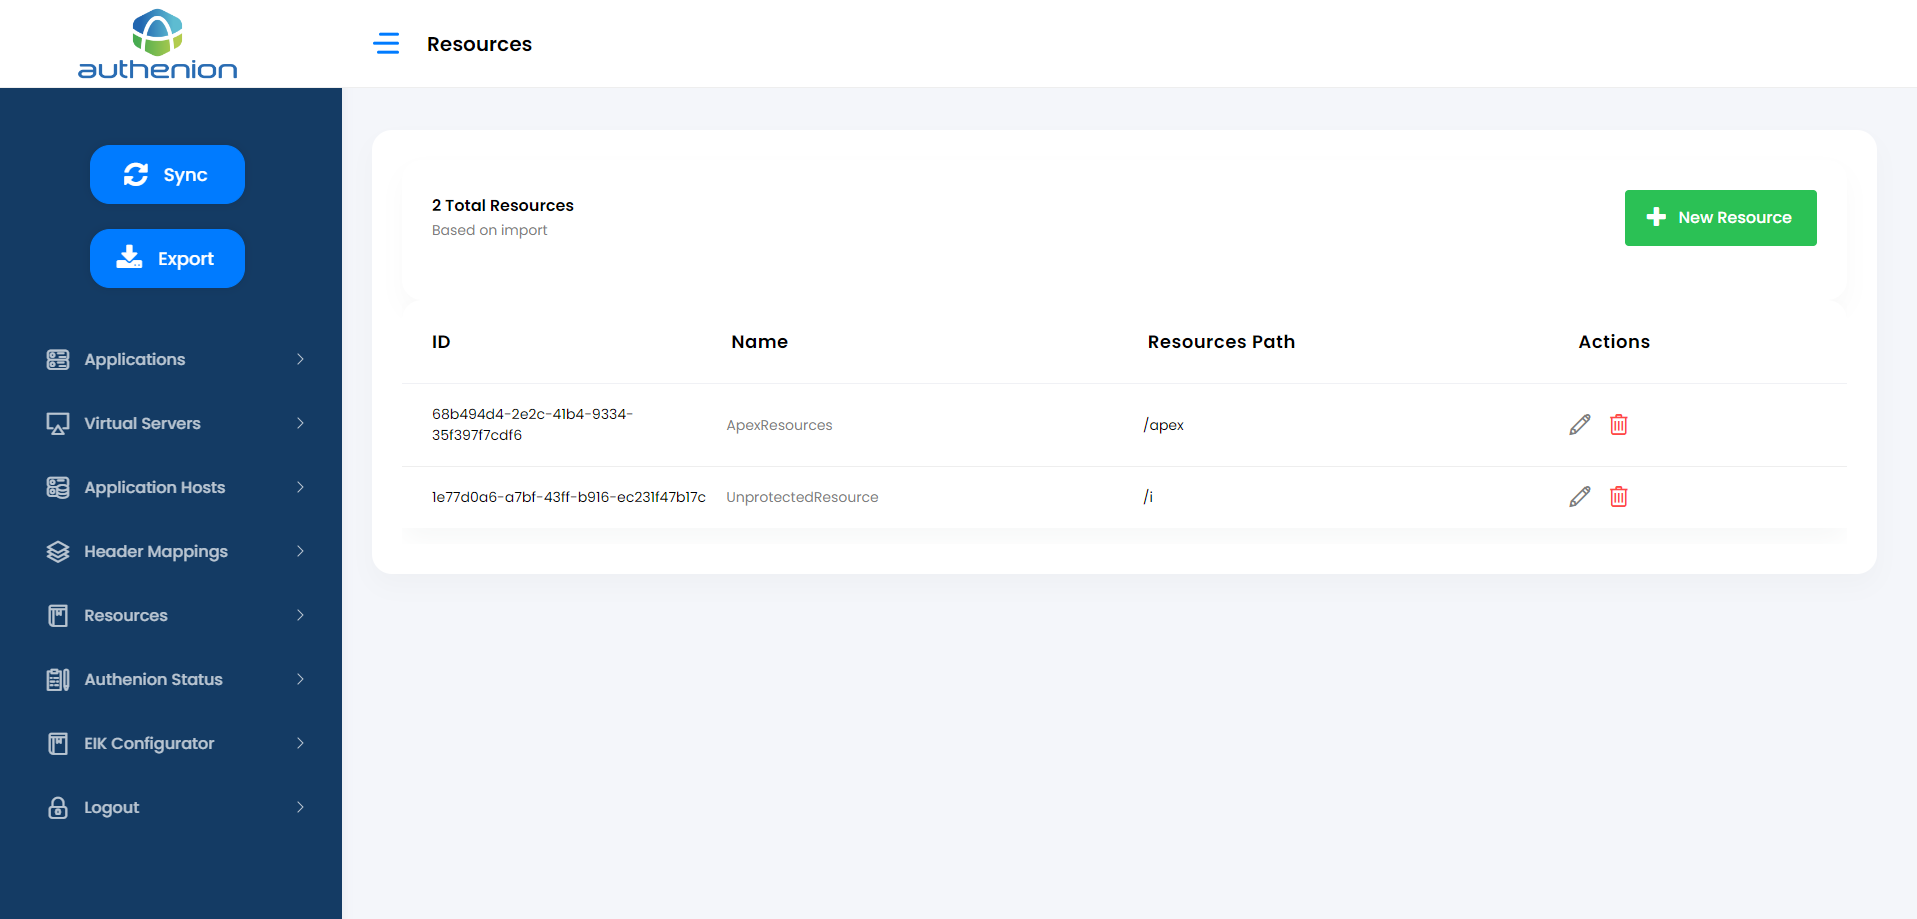 authenion
Resources
Sync
Export
Applications
Virtual Servers
Application Hosts
Header Mappings
Resources
Authenion Status
EIK Configurator
Logout
2 Total Resources
Based on import
New Resource
ID Name Resources Path Actions
68b494d4-2e2c-41b4-9334-
35f397f7cdf6
ApexResources /apex
1e77d0a6-a7bf-43ff-b916-ec231f47b17c UnprotectedResource /i